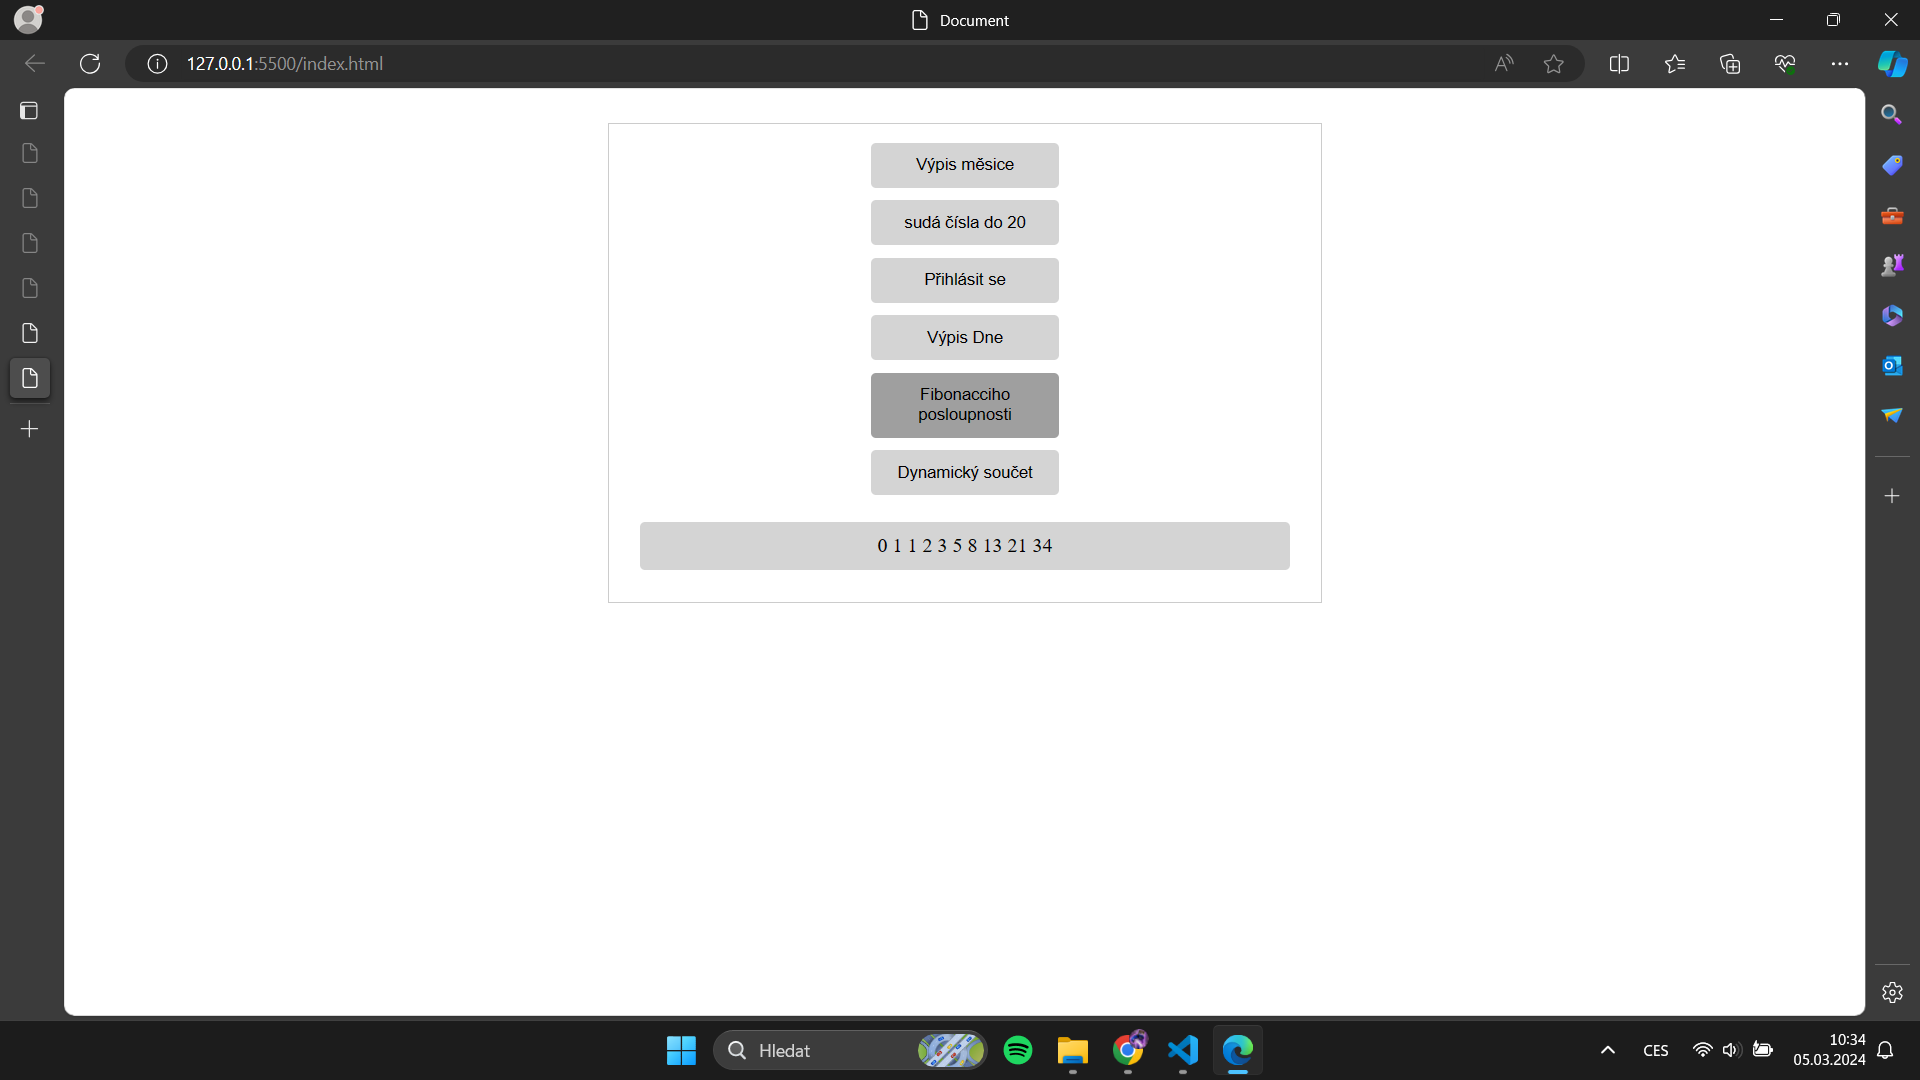 Document
127.0.0.1:5500/index.html
Výpis měsice
sudá čísla do 20
Přihlásit se
Výpis Dne
Fibonacciho
posloupnosti
Dynamický součet
0 1 1 2 3 5 8 13 21 34
Hledat
CES
10:34
05.03.2024